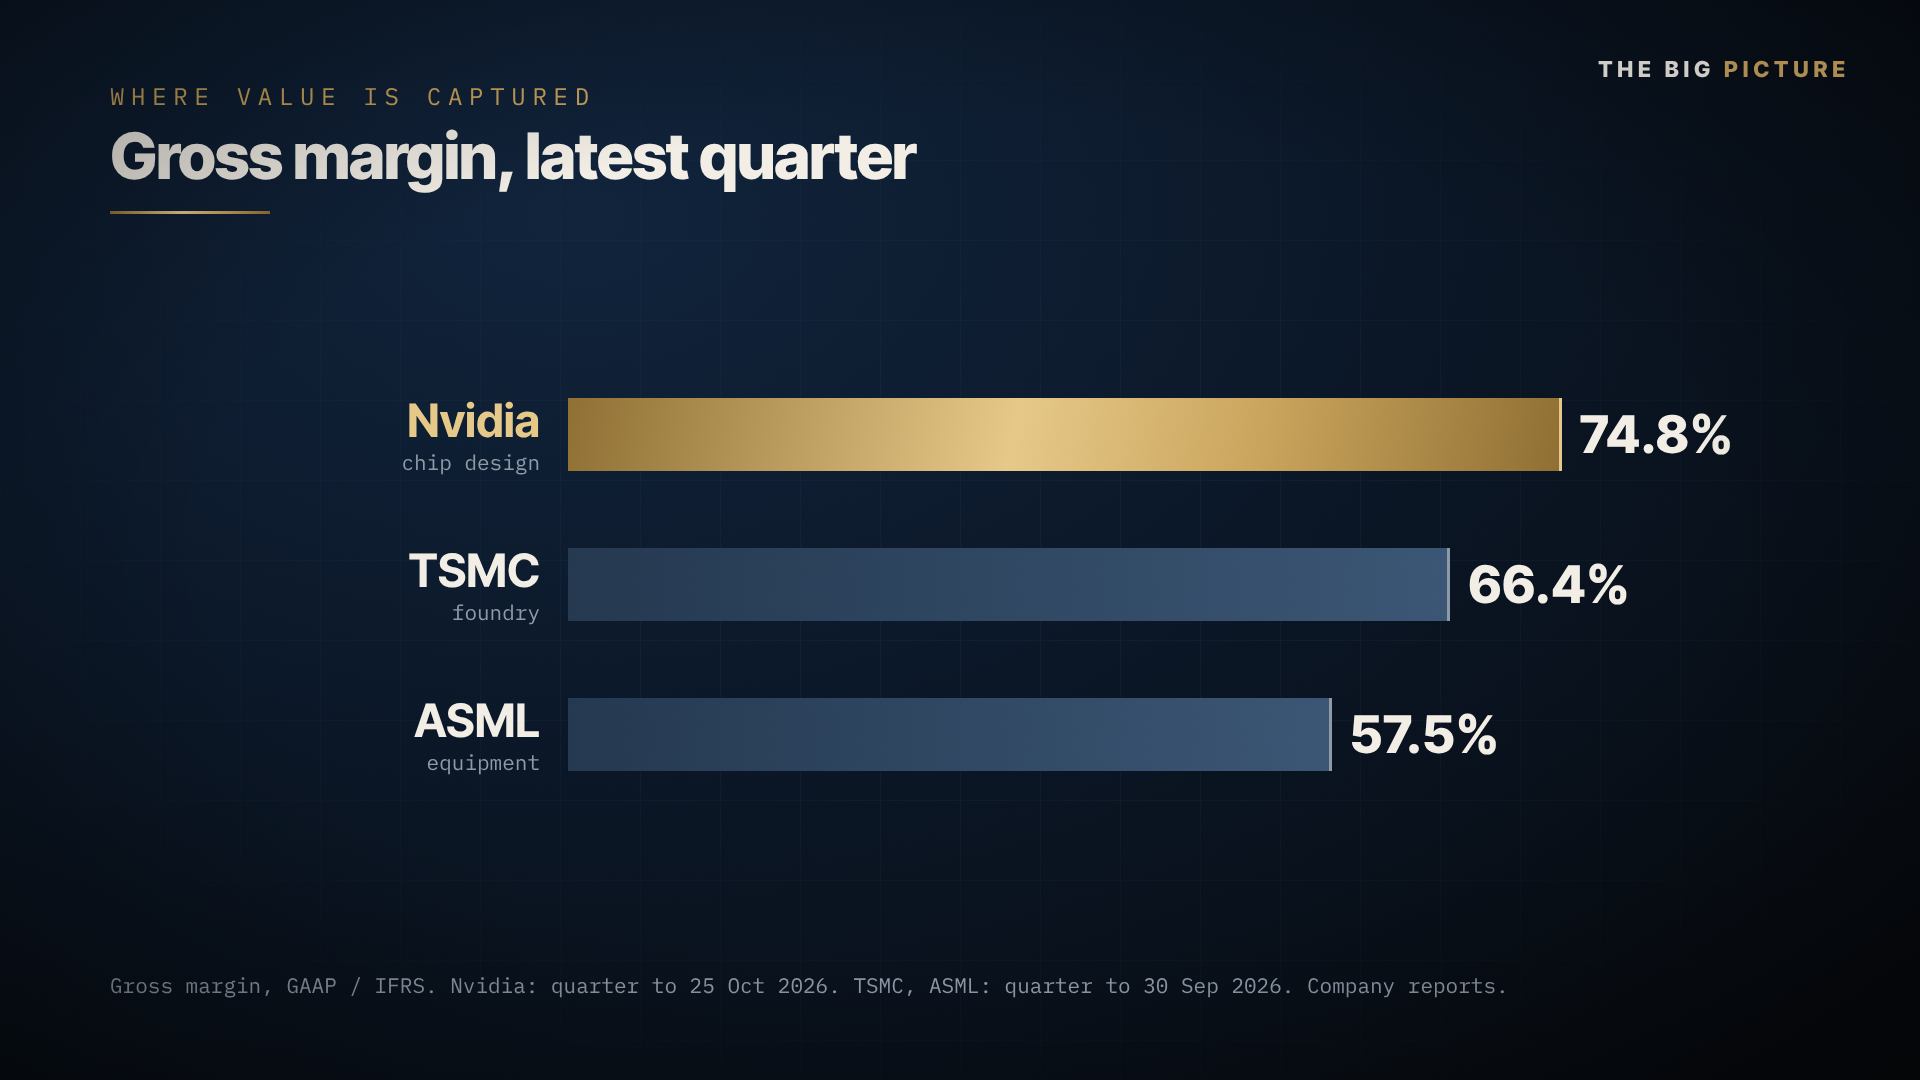 THE BIG PICTURE
WHERE VALUE IS CAPTURED
Gross margin, latest quarter
Nvidia
chip design
74.8%
TSMC
foundry
66.4%
ASML
equipment
57.5%
Gross margin, GAAP / IFRS. Nvidia: quarter to 25 Oct 2026. TSMC, ASML: quarter to 30 Sep 2026. Company reports.